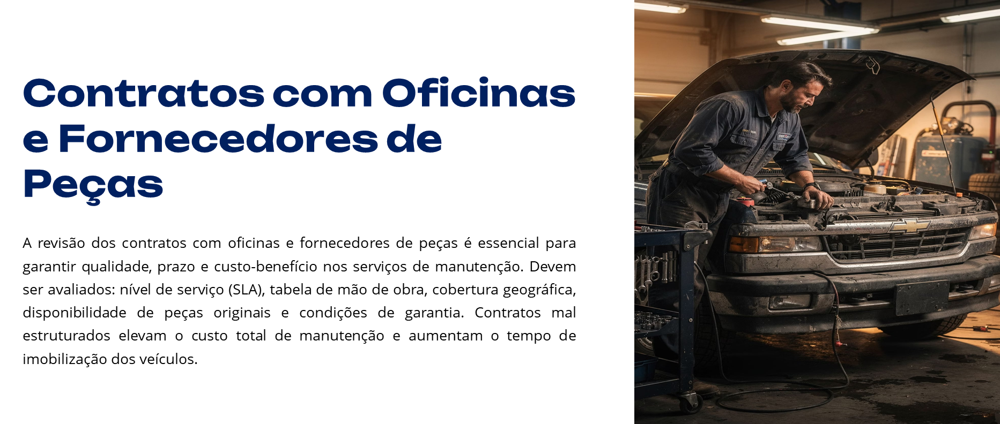 Contratos com Oficinas
e Fornecedores de
Peças
A revisão dos contratos com oficinas e fornecedores de peças é essencial para
garantir qualidade, prazo e custo-benefício nos serviços de manutenção. Devem
ser avaliados: nível de serviço (SLA), tabela de mão de obra, cobertura geográfica,
disponibilidade de peças originais e condições de garantia. Contratos mal
estruturados elevam o custo total de manutenção e aumentam o tempo de
imobilização dos veículos.